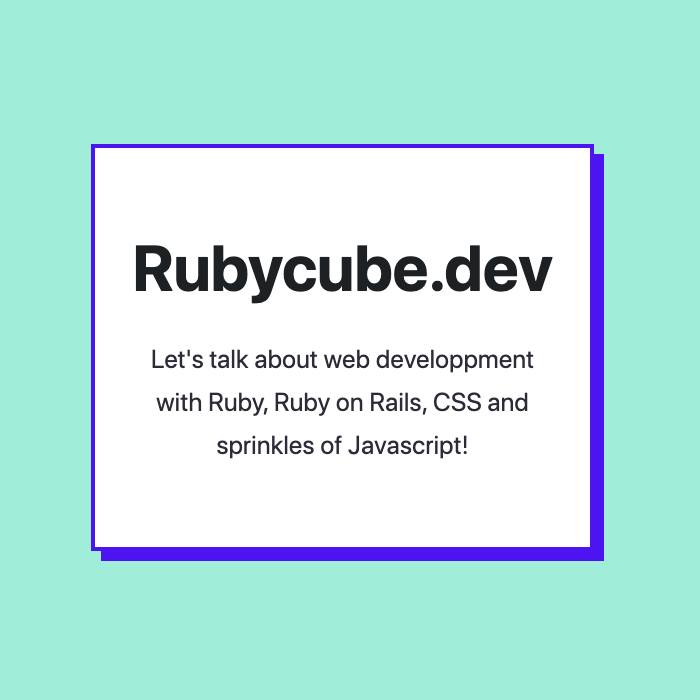 Rubycube.dev
Let's talk about web developpment
with Ruby, Ruby on Rails, CSS and
sprinkles of Javascript!